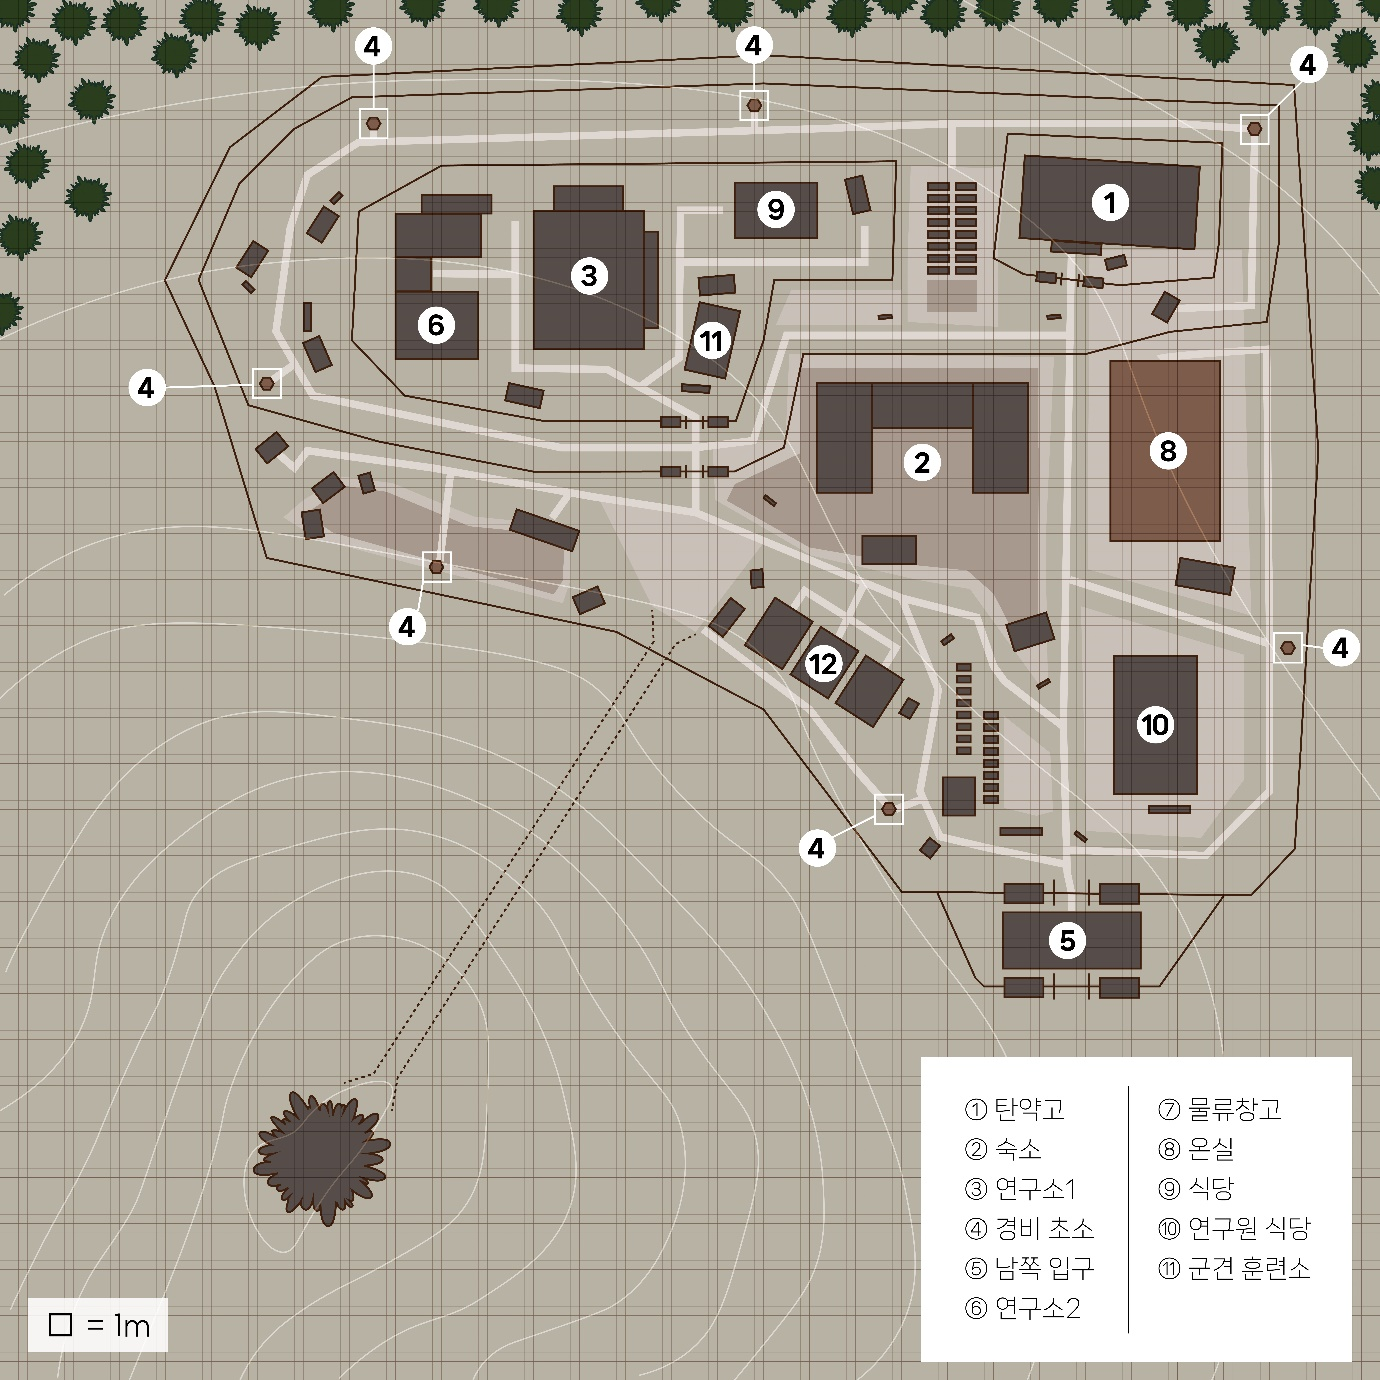 4
4
4
1
9
3
6
11
4
2
8
4
4
12
10
4
5
① 탄약고
② 숙소
③ 연구소1
④ 경비 초소
⑤ 남쪽 입구
⑥ 연구소2
⑦ 물류창고
⑧ 온실
⑨ 식당
⑩ 연구원 식당
⑪ 군견 훈련소
□ = 1m